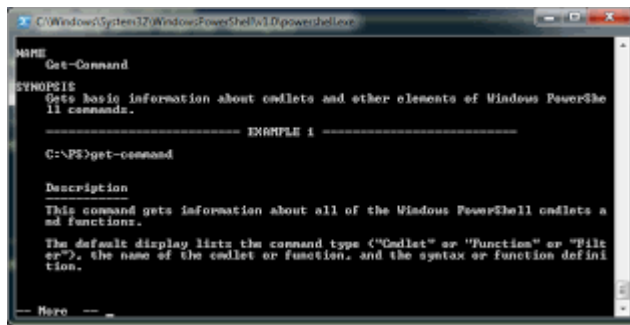 C:\Windows\System32\WindowsPowerShell\v1.0\powershell.exe
NAME
Get-Command
SYNOPSIS
Gets basic information about cmdlets and other elements of Windows PowerShe
ll commands.
-------------------------- EXAMPLE 1 --------------------------
C:\PS>get-command
Description
-----------
This command gets information about all of the Windows PowerShell cmdlets a
nd functions.
The default display lists the command type ("Cmdlet" or "Function" or "Filt
er"), the name of the cmdlet or function, and the syntax or function defini
tion.
-- More -- _